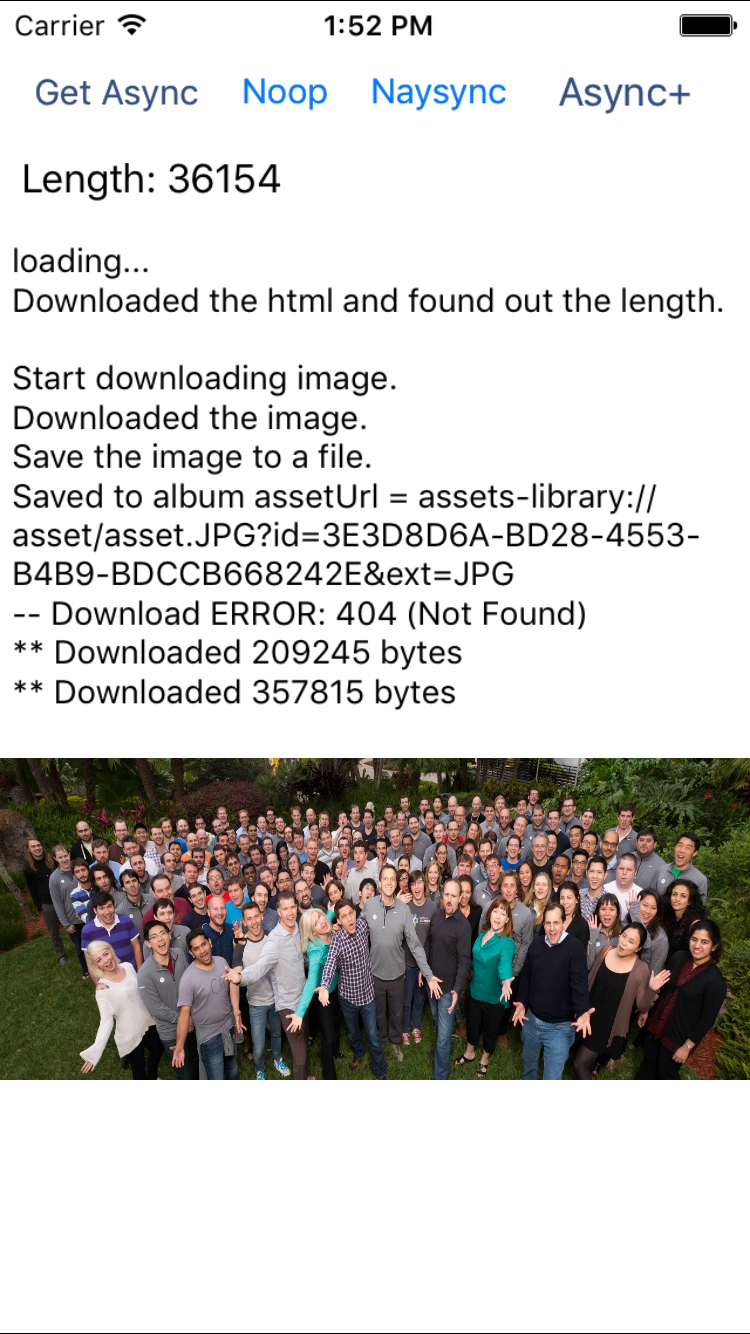 Carrier 1:52 PM
Get Async Noop Naysync Async+
Length: 36154
loading...
Downloaded the html and found out the length.
Start downloading image.
Downloaded the image.
Save the image to a file.
Saved to album assetUrl = assets-library://
asset/asset.JPG?id=3E3D8D6A-BD28-4553-
B4B9-BDCCB668242E&ext=JPG
-- Download ERROR: 404 (Not Found)
** Downloaded 209245 bytes
** Downloaded 357815 bytes